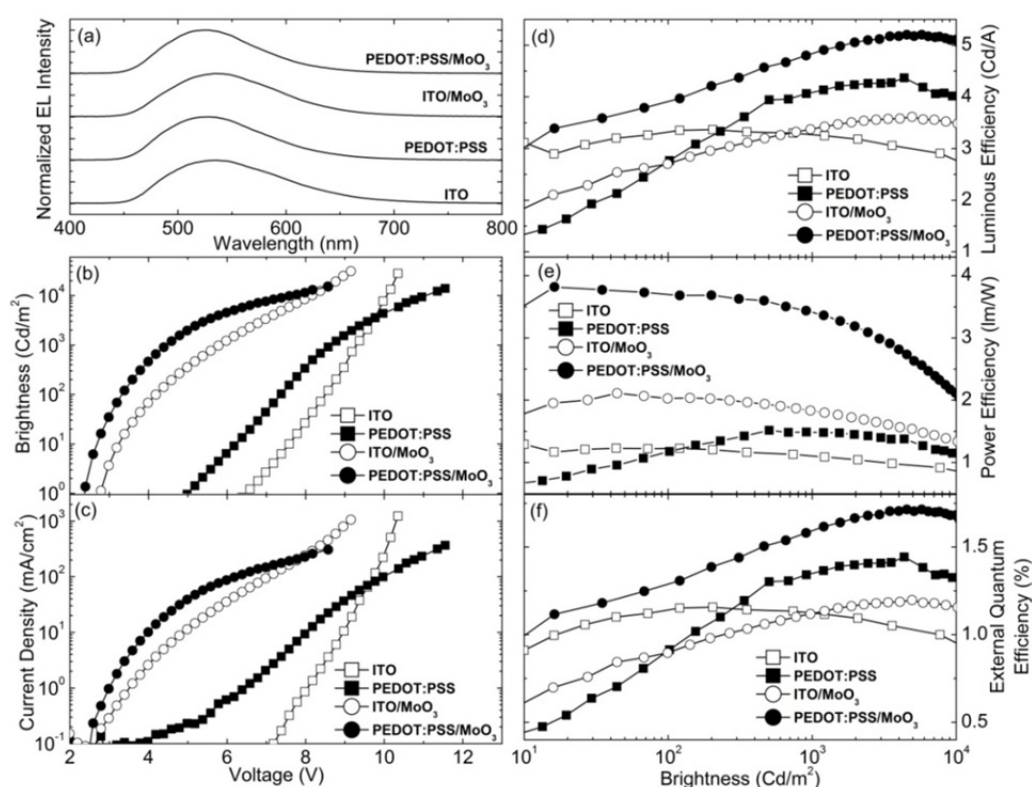 (a)
PEDOT:PSS/MoO3
ITO/MoO3
PEDOT:PSS
ITO
Normalized EL Intensity
400 500 600 700 800
Wavelength (nm)
(b)
10^4
10^3
10^2
10^1
10^0
Brightness (Cd/m^2)
ITO
PEDOT:PSS
ITO/MoO3
PEDOT:PSS/MoO3
(c)
10^3
10^2
10^1
10^0
10^-1
Current Density (mA/cm^2)
ITO
PEDOT:PSS
ITO/MoO3
PEDOT:PSS/MoO3
2 4 6 8 10 12
Voltage (V)
(d)
5
4
3
2
1
Luminous Efficiency (Cd/A)
ITO
PEDOT:PSS
ITO/MoO3
PEDOT:PSS/MoO3
(e)
4
3
2
1
Power Efficiency (lm/W)
ITO
PEDOT:PSS
ITO/MoO3
PEDOT:PSS/MoO3
(f)
1.5
1.0
0.5
External Quantum
Efficiency (%)
ITO
PEDOT:PSS
ITO/MoO3
PEDOT:PSS/MoO3
10^1 10^2 10^3 10^4
Brightness (Cd/m^2)